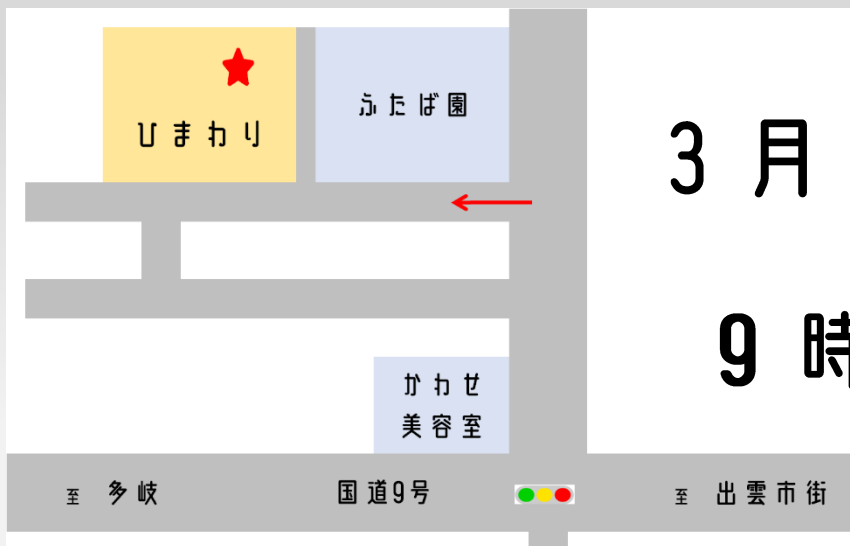 ひまわり
ふたば園
3月
9時
かわせ
美容室
至 多岐
国道9号
至 出雲市街